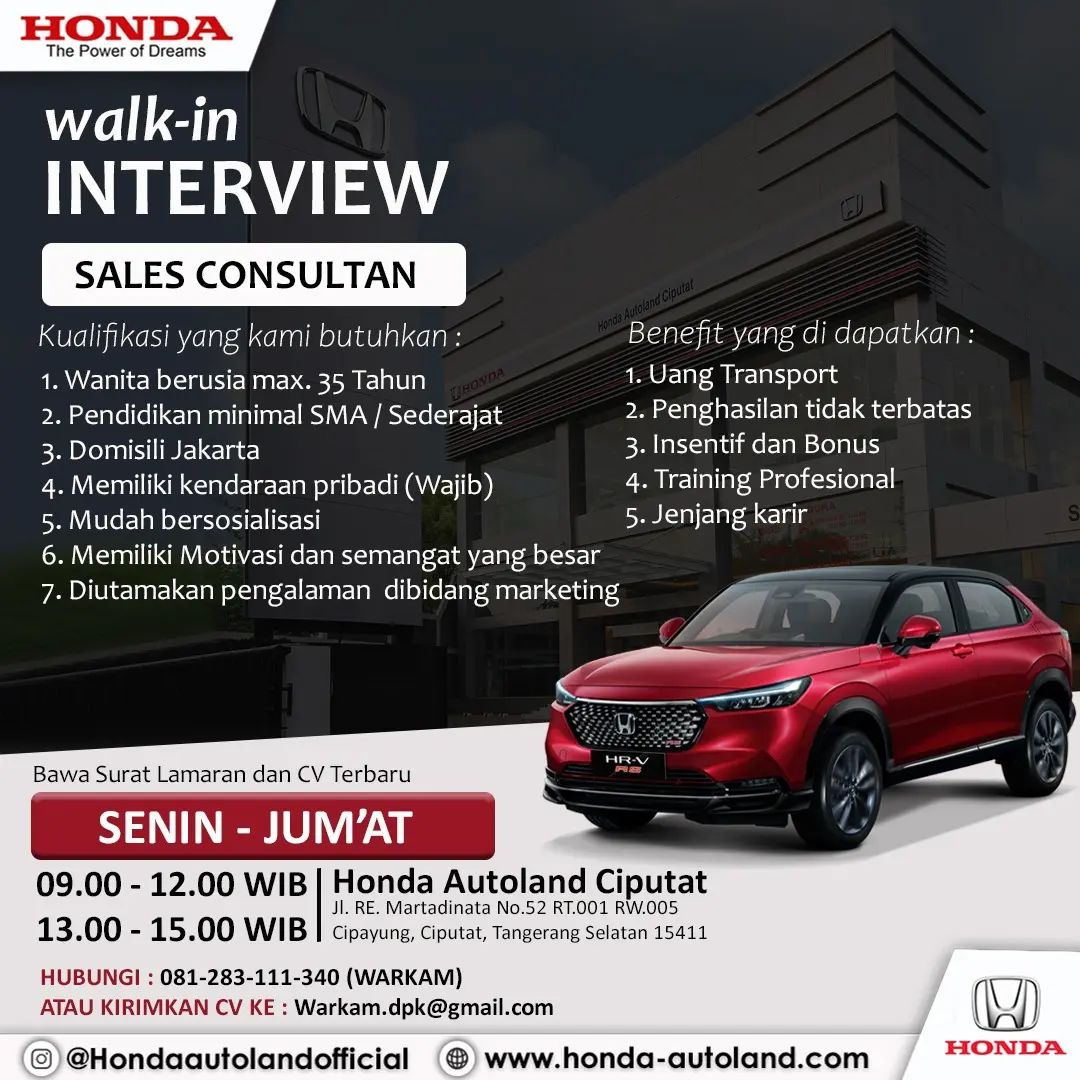 HONDA
The Power of Dreams
walk-in
INTERVIEW
SALES CONSULTAN
Kualifikasi yang kami butuhkan :
1. Wanita berusia max. 35 Tahun
2. Pendidikan minimal SMA / Sederajat
3. Domisili Jakarta
4. Memiliki kendaraan pribadi (Wajib)
5. Mudah bersosialisasi
6. Memiliki Motivasi dan semangat yang besar
7. Diutamakan pengalaman dibidang marketing
Benefit yang di dapatkan :
1. Uang Transport
2. Penghasilan tidak terbatas
3. Insentif dan Bonus
4. Training Profesional
5. Jenjang karir
Honda Autoland Ciputat
HONDA
HR-V
RS
RS
Bawa Surat Lamaran dan CV Terbaru
SENIN - JUM'AT
09.00 - 12.00 WIB
13.00 - 15.00 WIB
Honda Autoland Ciputat
Jl. RE. Martadinata No.52 RT.001 RW.005
Cipayung, Ciputat, Tangerang Selatan 15411
HUBUNGI : 081-283-111-340 (WARKAM)
ATAU KIRIMKAN CV KE : Warkam.dpk@gmail.com
@Hondaautolandofficial
www.honda-autoland.com
HONDA